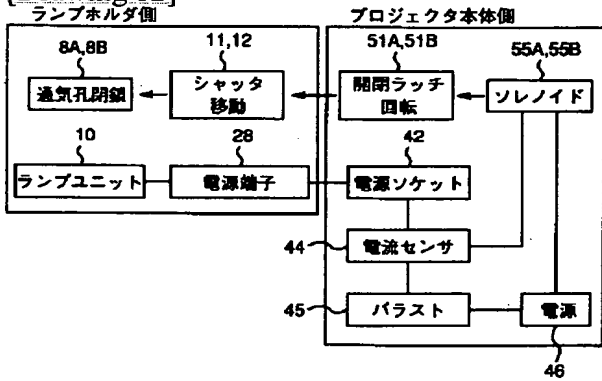 ランプホルダ側
プロジェクタ本体側
8A,8B
11,12
51A,51B
55A,55B
通気孔閉鎖
シャッタ
移動
開閉ラッチ
回転
ソレノイド
10
28
42
ランプユニット
電源端子
電源ソケット
44
電流センサ
45
バラスト
電源
46